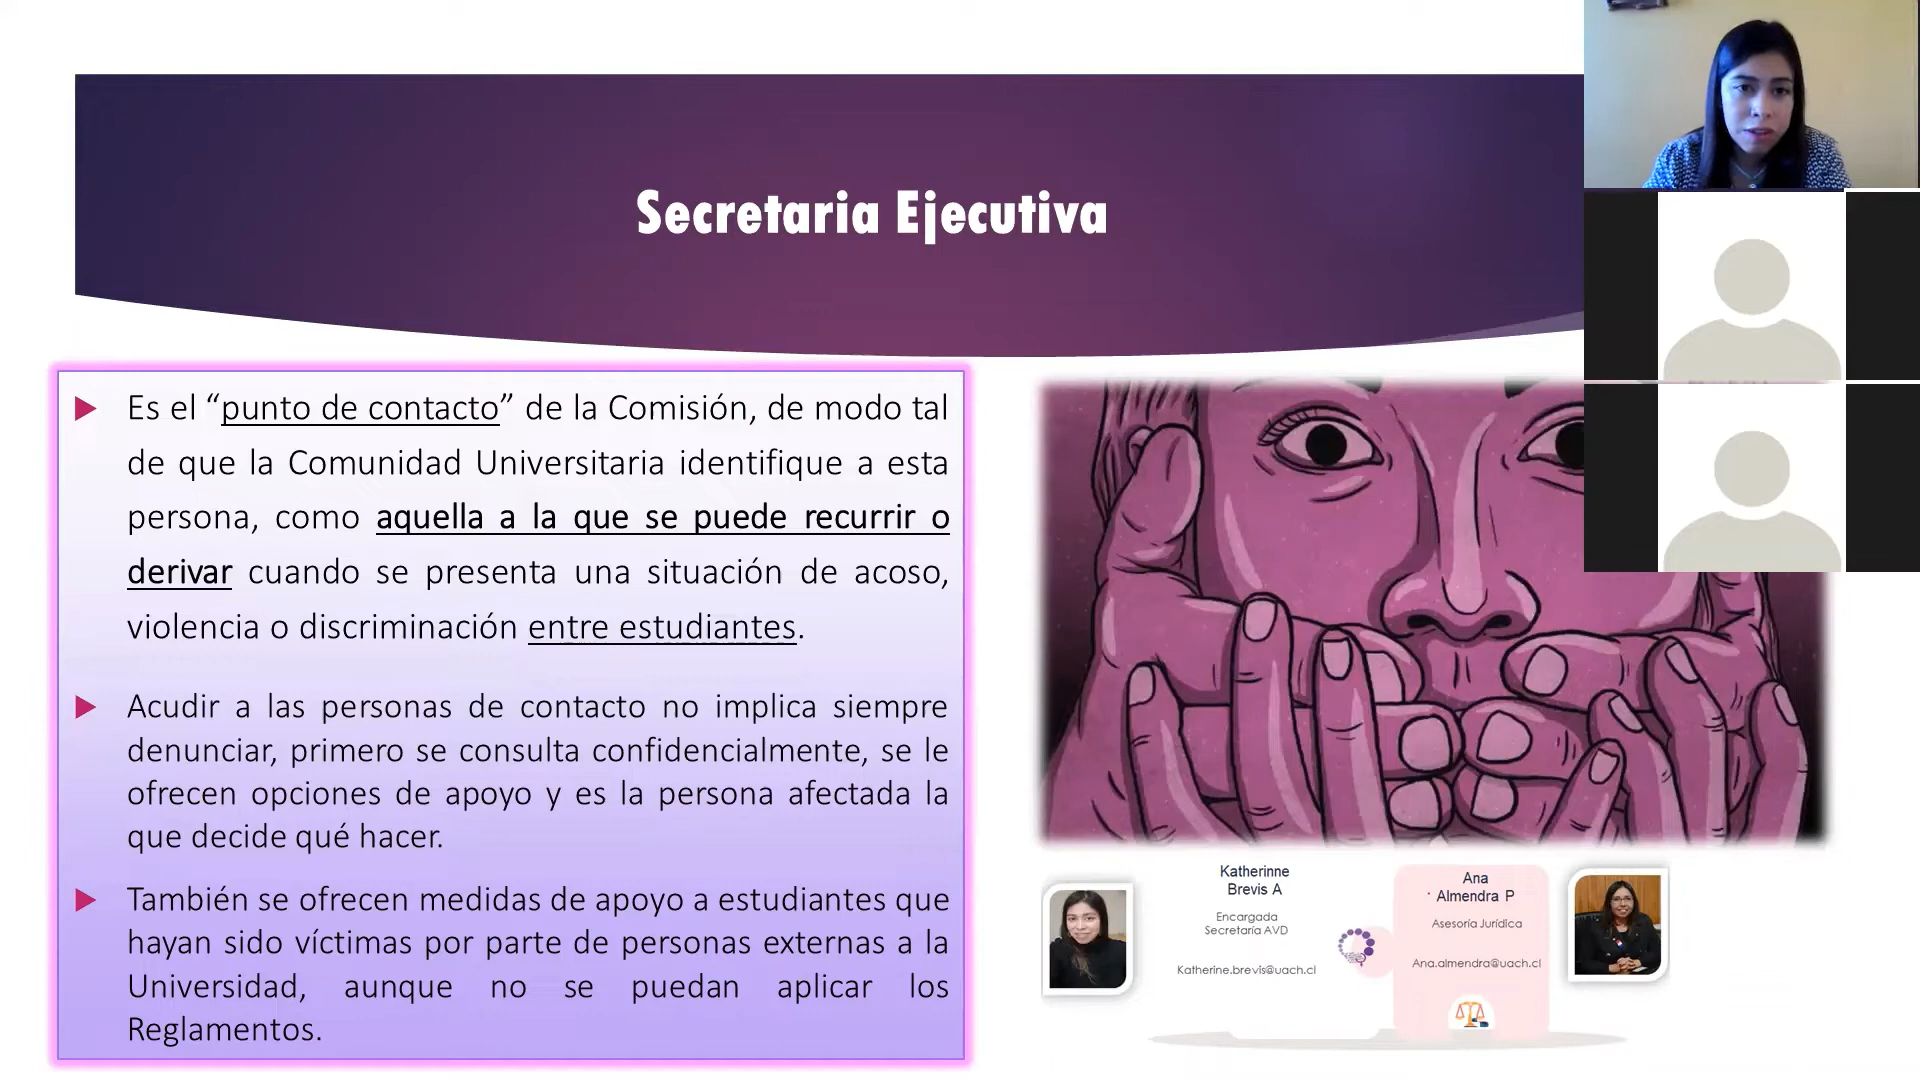 Secretaria Ejecutiva
Es el “punto de contacto” de la Comisión, de modo tal
de que la Comunidad Universitaria identifique a esta
persona, como aquella a la que se puede recurrir o
derivar cuando se presenta una situación de acoso,
violencia o discriminación entre estudiantes.
Acudir a las personas de contacto no implica siempre
denunciar, primero se consulta confidencialmente, se le
ofrecen opciones de apoyo y es la persona afectada la
que decide qué hacer.
También se ofrecen medidas de apoyo a estudiantes que
hayan sido víctimas por parte de personas externas a la
Universidad, aunque no se puedan aplicar los
Reglamentos.
Katherinne
Brevis A
Encargada
Secretaría AVD
Katherine.brevis@uach.cl
Ana
Almendra P
Asesoría Jurídica
Ana.almendra@uach.cl